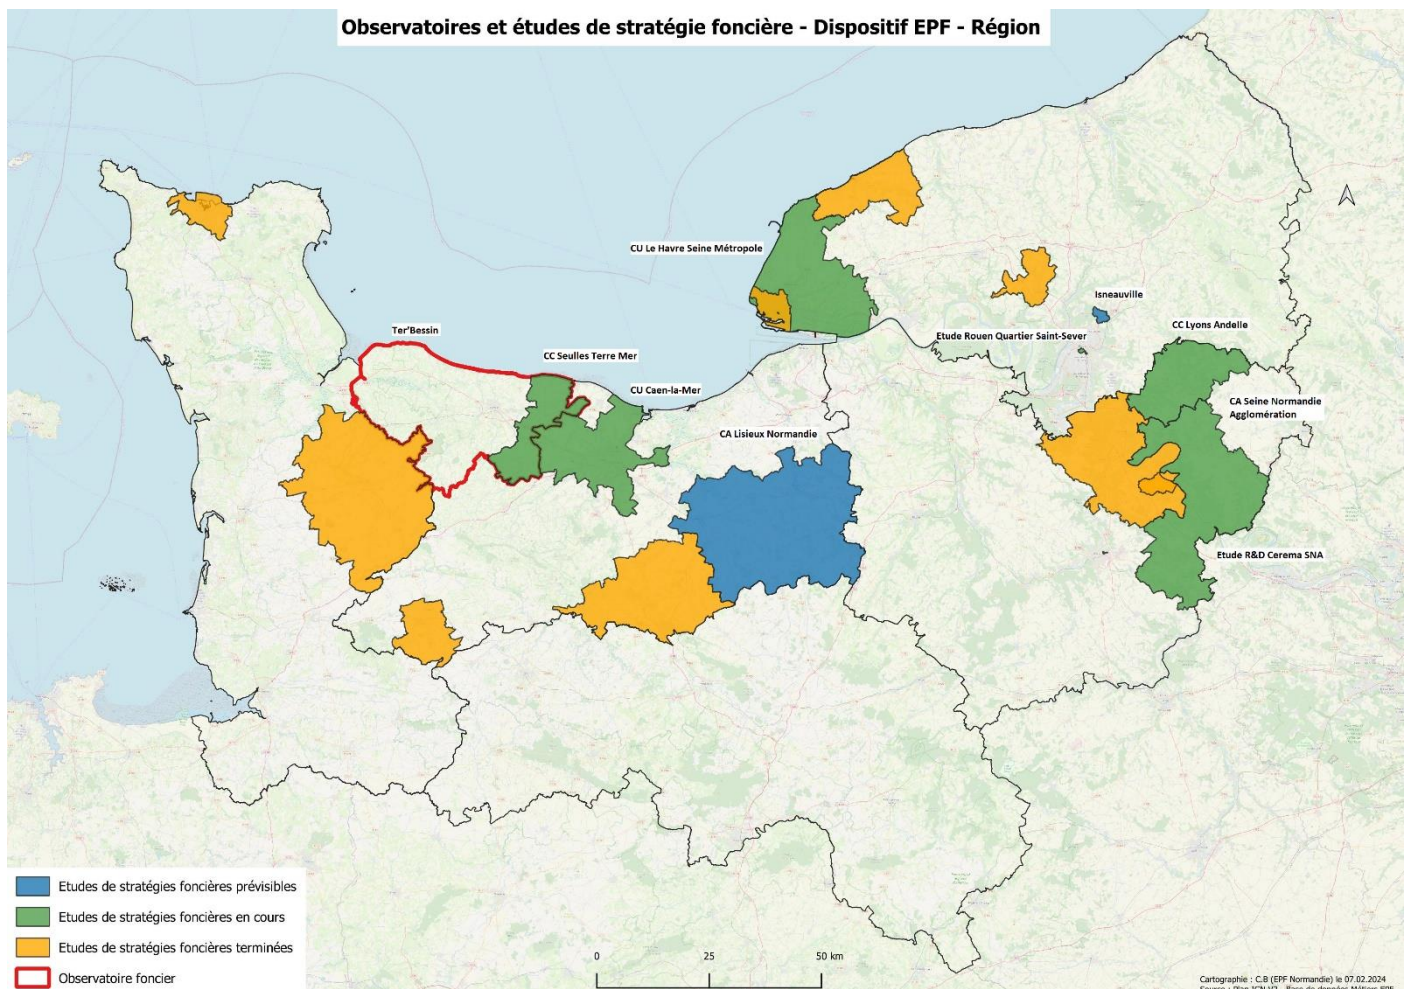 Observatoires et études de stratégie foncière - Dispositif EPF - Région
CU Le Havre Seine Métropole
Isneauville
Ter'Bessin
Etude Rouen Quartier Saint-Sever
CC Lyons Andelle
CC Seulles Terre Mer
CU Caen-la-Mer
CA Seine Normandie
Agglomération
CA Lisieux Normandie
Etude R&D Cerema SNA
Etudes de stratégies foncières prévisibles
Etudes de stratégies foncières en cours
Etudes de stratégies foncières terminées
Observatoire foncier
0 25 50 km
Cartographie : C.B (EPF Normandie) le 07.02.2024